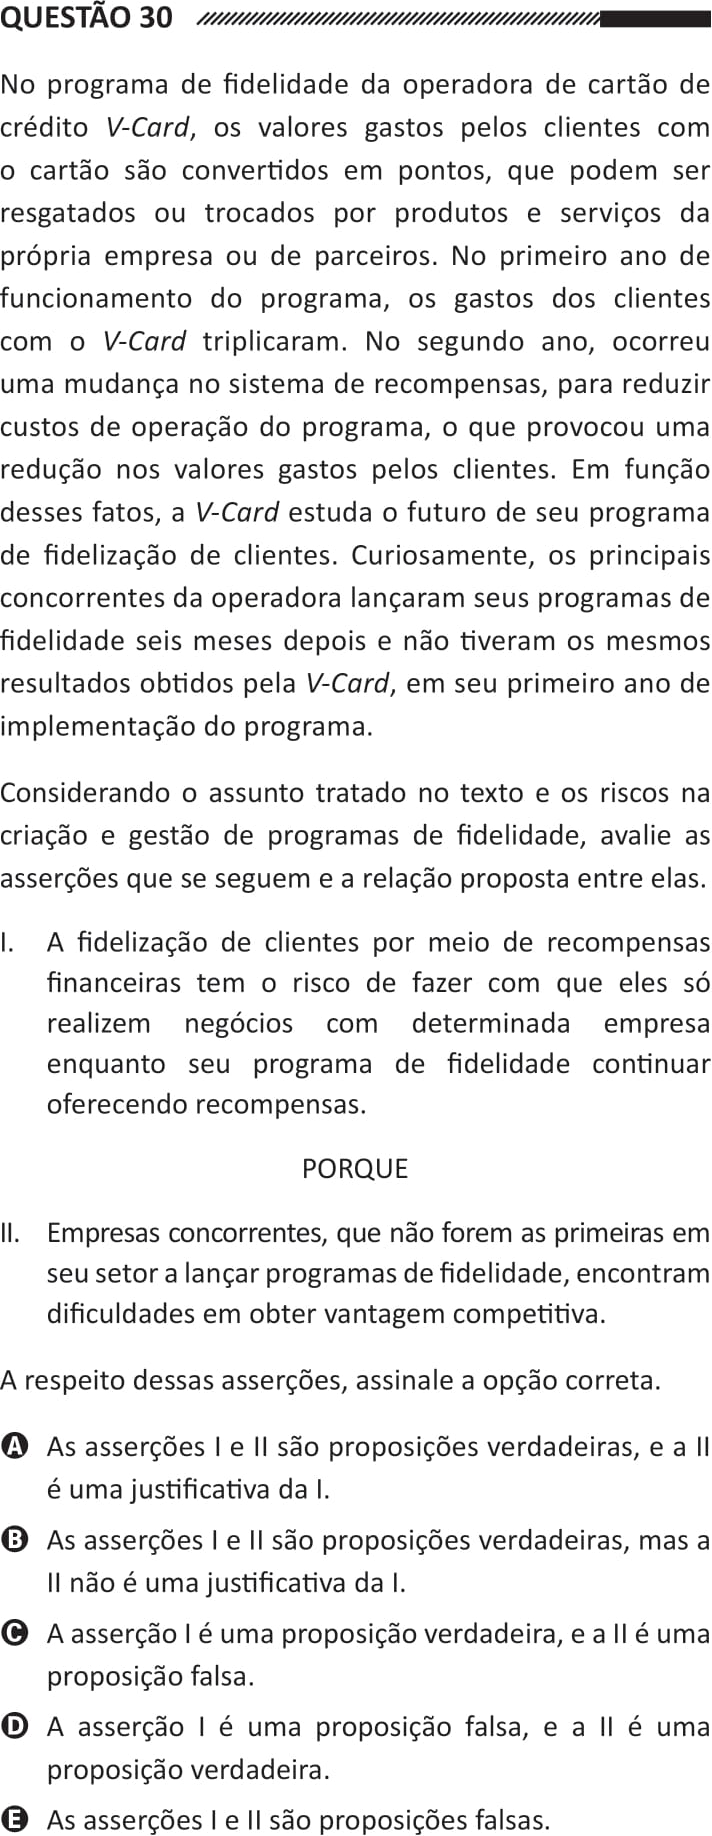 QUESTÃO 30
No programa de fidelidade da operadora de cartão de
crédito V-Card, os valores gastos pelos clientes com
o cartão são convertidos em pontos, que podem ser
resgatados ou trocados por produtos e serviços da
própria empresa ou de parceiros. No primeiro ano de
funcionamento do programa, os gastos dos clientes
com o V-Card triplicaram. No segundo ano, ocorreu
uma mudança no sistema de recompensas, para reduzir
custos de operação do programa, o que provocou uma
redução nos valores gastos pelos clientes. Em função
desses fatos, a V-Card estuda o futuro de seu programa
de fidelização de clientes. Curiosamente, os principais
concorrentes da operadora lançaram seus programas de
fidelidade seis meses depois e não tiveram os mesmos
resultados obtidos pela V-Card, em seu primeiro ano de
implementação do programa.
Considerando o assunto tratado no texto e os riscos na
criação e gestão de programas de fidelidade, avalie as
asserções que se seguem e a relação proposta entre elas.
I. A fidelização de clientes por meio de recompensas
financeiras tem o risco de fazer com que eles só
realizem negócios com determinada empresa
enquanto seu programa de fidelidade continuar
oferecendo recompensas.
PORQUE
II. Empresas concorrentes, que não forem as primeiras em
seu setor a lançar programas de fidelidade, encontram
dificuldades em obter vantagem competitiva.
A respeito dessas asserções, assinale a opção correta.
A As asserções I e II são proposições verdadeiras, e a II
é uma justificativa da I.
B As asserções I e II são proposições verdadeiras, mas a
II não é uma justificativa da I.
C A asserção I é uma proposição verdadeira, e a II é uma
proposição falsa.
D A asserção I é uma proposição falsa, e a II é uma
proposição verdadeira.
E As asserções I e II são proposições falsas.